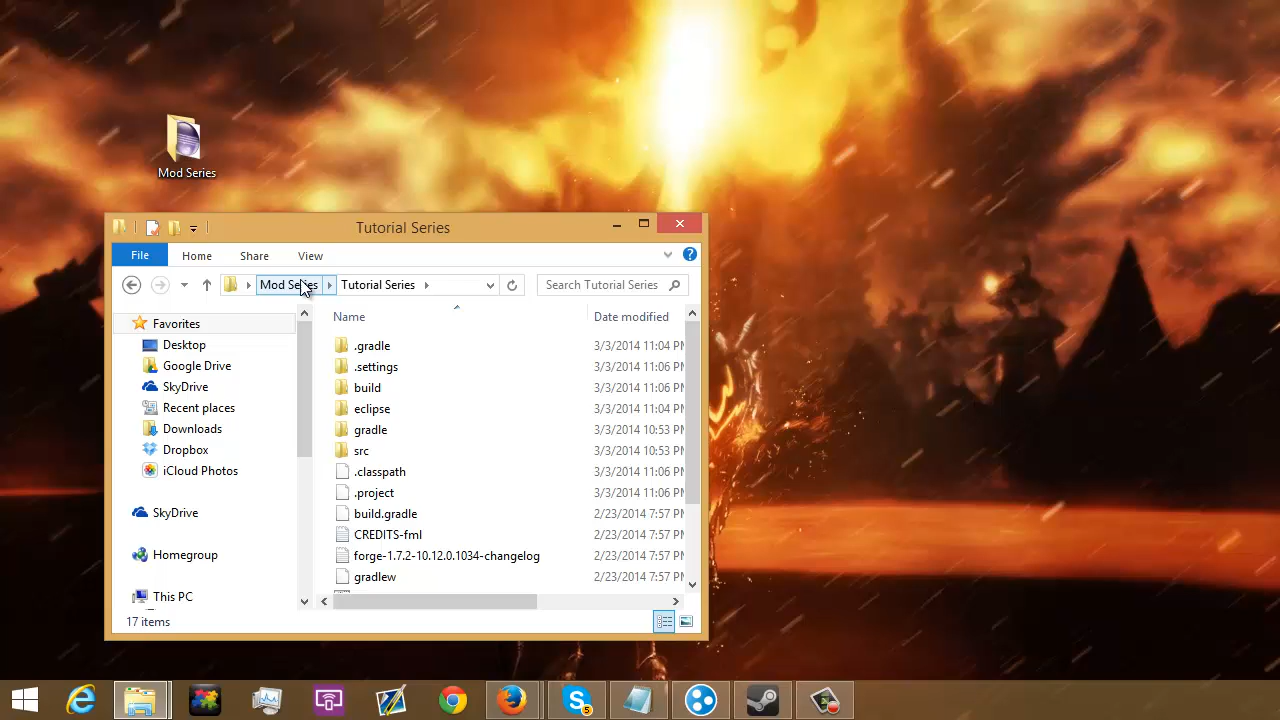 Mod Series
Tutorial Series
File Home Share View
Mod Series Tutorial Series Search Tutorial Series
Name Date modified
Favorites
Desktop
Google Drive
SkyDrive
Recent places
Downloads
Dropbox
iCloud Photos
SkyDrive
Homegroup
This PC
.gradle 3/3/2014 11:04 PM
.settings 3/3/2014 11:06 PM
build 3/3/2014 11:06 PM
eclipse 3/3/2014 11:04 PM
gradle 3/3/2014 10:53 PM
src 3/3/2014 10:53 PM
.classpath 3/3/2014 11:06 PM
.project 3/3/2014 11:06 PM
build.gradle 2/23/2014 7:57 PM
CREDITS-fml 2/23/2014 7:57 PM
forge-1.7.2-10.12.0.1034-changelog 2/23/2014 7:57 PM
gradlew 2/23/2014 7:57 PM
17 items
5